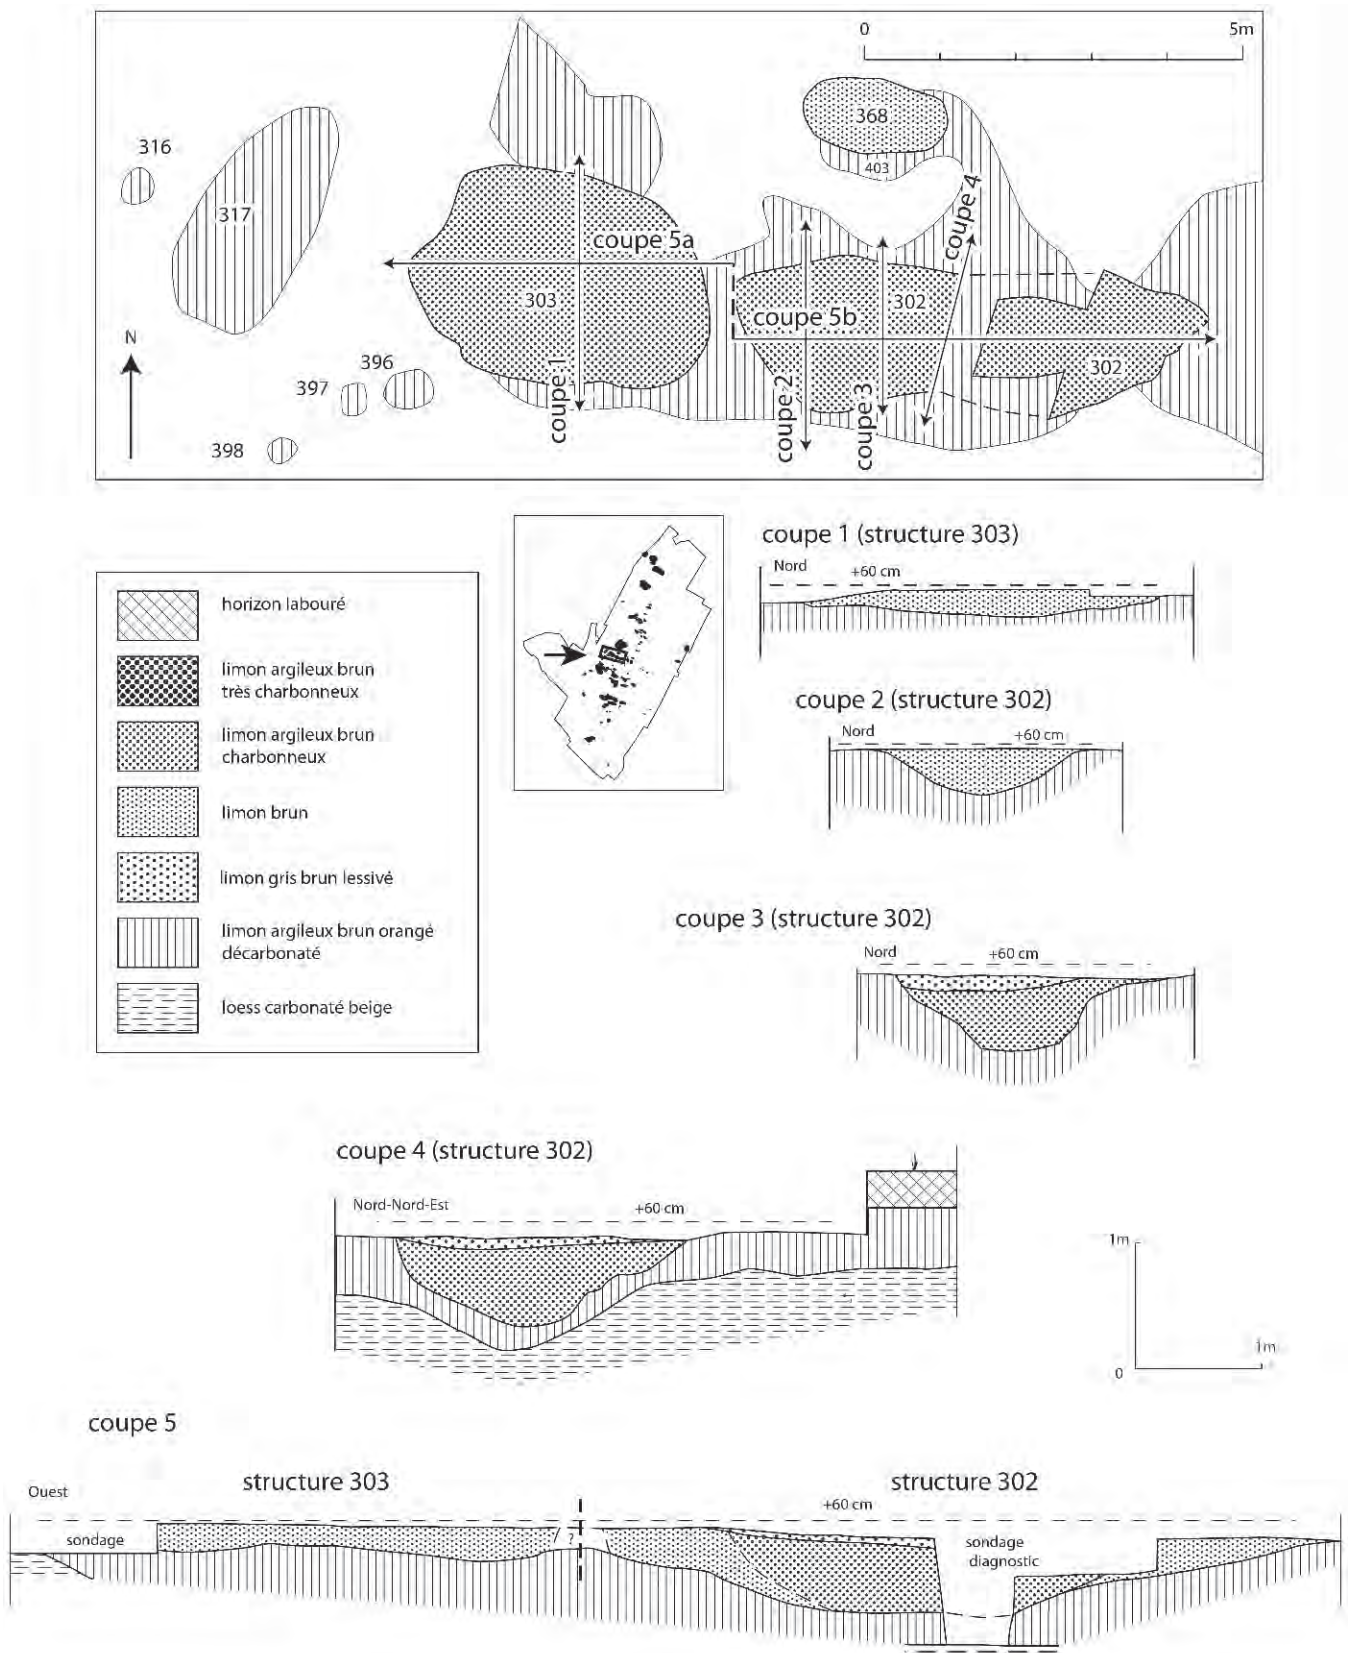 0 5m
316
317
368
403
coupe 4
coupe 5a
303
302
coupe 5b
302
N
396
397
398
coupe 1
coupe 2
coupe 3
horizon labouré
limon argileux brun
très charbonneux
limon argileux brun
charbonneux
limon brun
limon gris brun lessivé
limon argileux brun orangé
décarbonaté
loess carbonaté beige
coupe 1 (structure 303)
Nord +60 cm
coupe 2 (structure 302)
Nord +60 cm
coupe 3 (structure 302)
Nord +60 cm
coupe 4 (structure 302)
Nord-Nord-Est +60 cm
1m
1m
0
coupe 5
structure 303 structure 302
Ouest +60 cm
sondage ? sondage
diagnostic